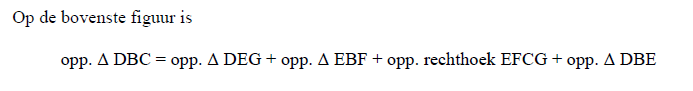 Op de bovenste figuur is
opp. Δ DBC = opp. Δ DEG + opp. Δ EBF + opp. rechthoek EFCG + opp. Δ DBE